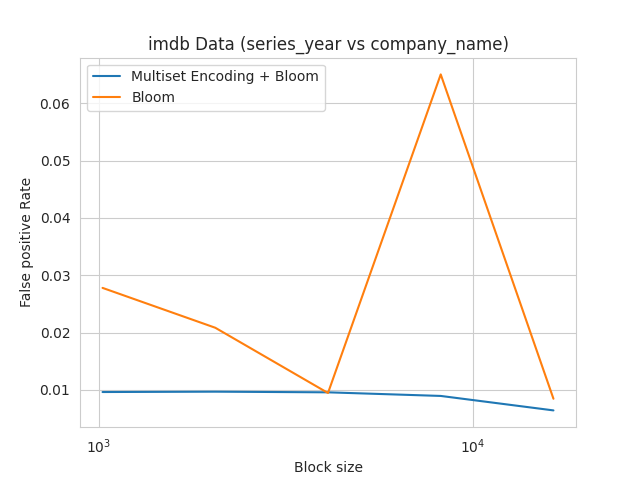 imdb Data (series_year vs company_name)
Multiset Encoding + Bloom
Bloom
0.06
0.05
0.04
0.03
0.02
0.01
False positive Rate
10³ 10⁴
Block size